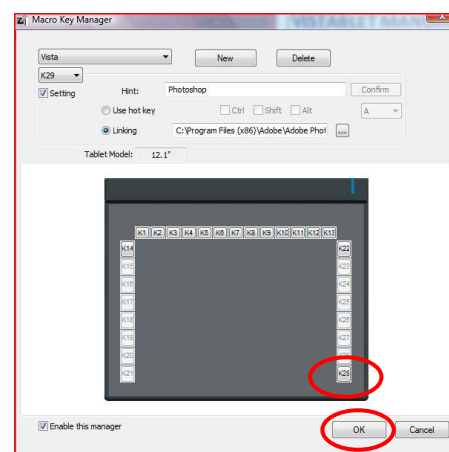 Macro Key Manager
Vista
New
Delete
K29
Setting
Hint:
Photoshop
Confirm
Use hot key
Ctrl
Shift
Alt
A
Linking
C:\Program Files (x86)\Adobe\Adobe Phot
...
Tablet Model: 12.1"
K1 K2 K3 K4 K5 K6 K7 K8 K9 K10 K11 K12 K13
K14 K22
K15 K23
K16 K24
K17 K25
K18 K26
K19 K27
K20 K28
K21 K29
Enable this manager
OK
Cancel